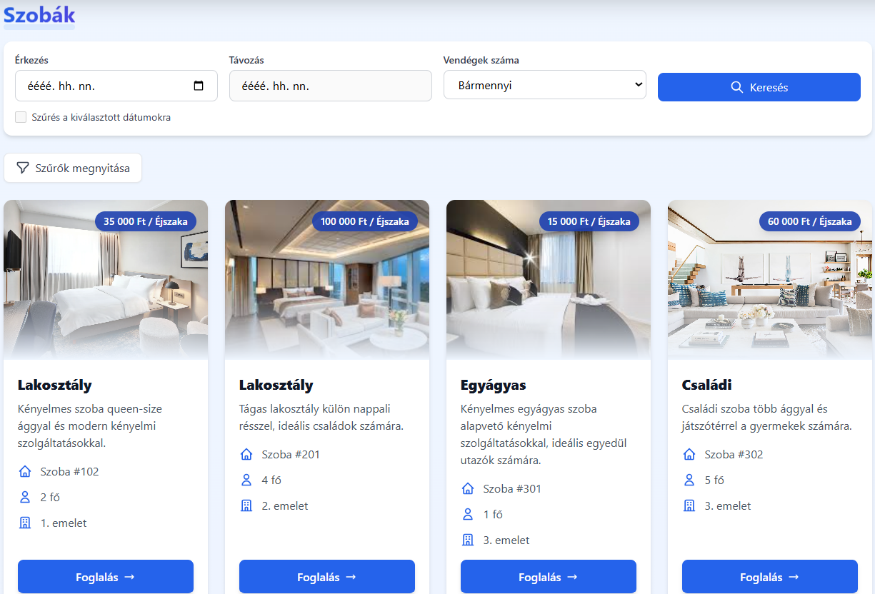 Szobák
Érkezés
Távozás
Vendégek száma
éééé. hh. nn.
éééé. hh. nn.
Bármennyi
Keresés
Szűrés a kiválasztott dátumokra
Szűrők megnyitása
35 000 Ft / Éjszaka
Lakosztály
Kényelmes szoba queen-size
ággyal és modern kényelmi
szolgáltatásokkal.
Szoba #102
2 fő
1. emelet
Foglalás →
100 000 Ft / Éjszaka
Lakosztály
Tágas lakosztály külön nappali
résszel, ideális családok számára.
Szoba #201
4 fő
2. emelet
Foglalás →
15 000 Ft / Éjszaka
Egyágyas
Kényelmes egyágyas szoba
alapvető kényelmi
szolgáltatásokkal, ideális egyedül
utazók számára.
Szoba #301
1 fő
3. emelet
Foglalás →
60 000 Ft / Éjszaka
Családi
Családi szoba több ággyal és
játszótérrel a gyermekek számára.
Szoba #302
5 fő
3. emelet
Foglalás →